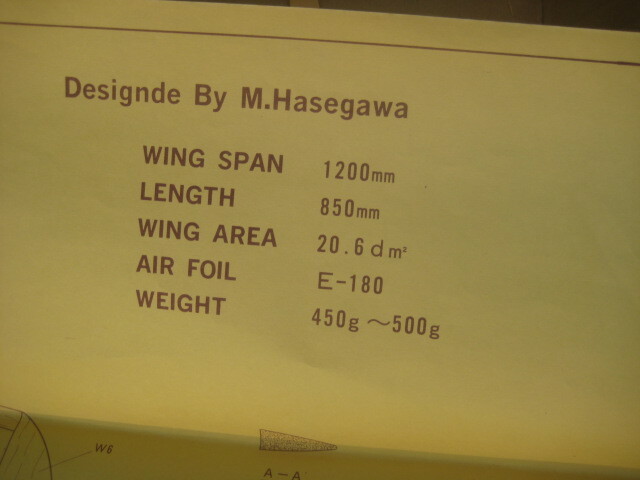 Designde By M.Hasegawa
WING SPAN 1200mm
LENGTH 850mm
WING AREA 20.6dm²
AIR FOIL E-180
WEIGHT 450g ～500g
W6
A - A